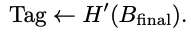 Tag ← H′(B_final).